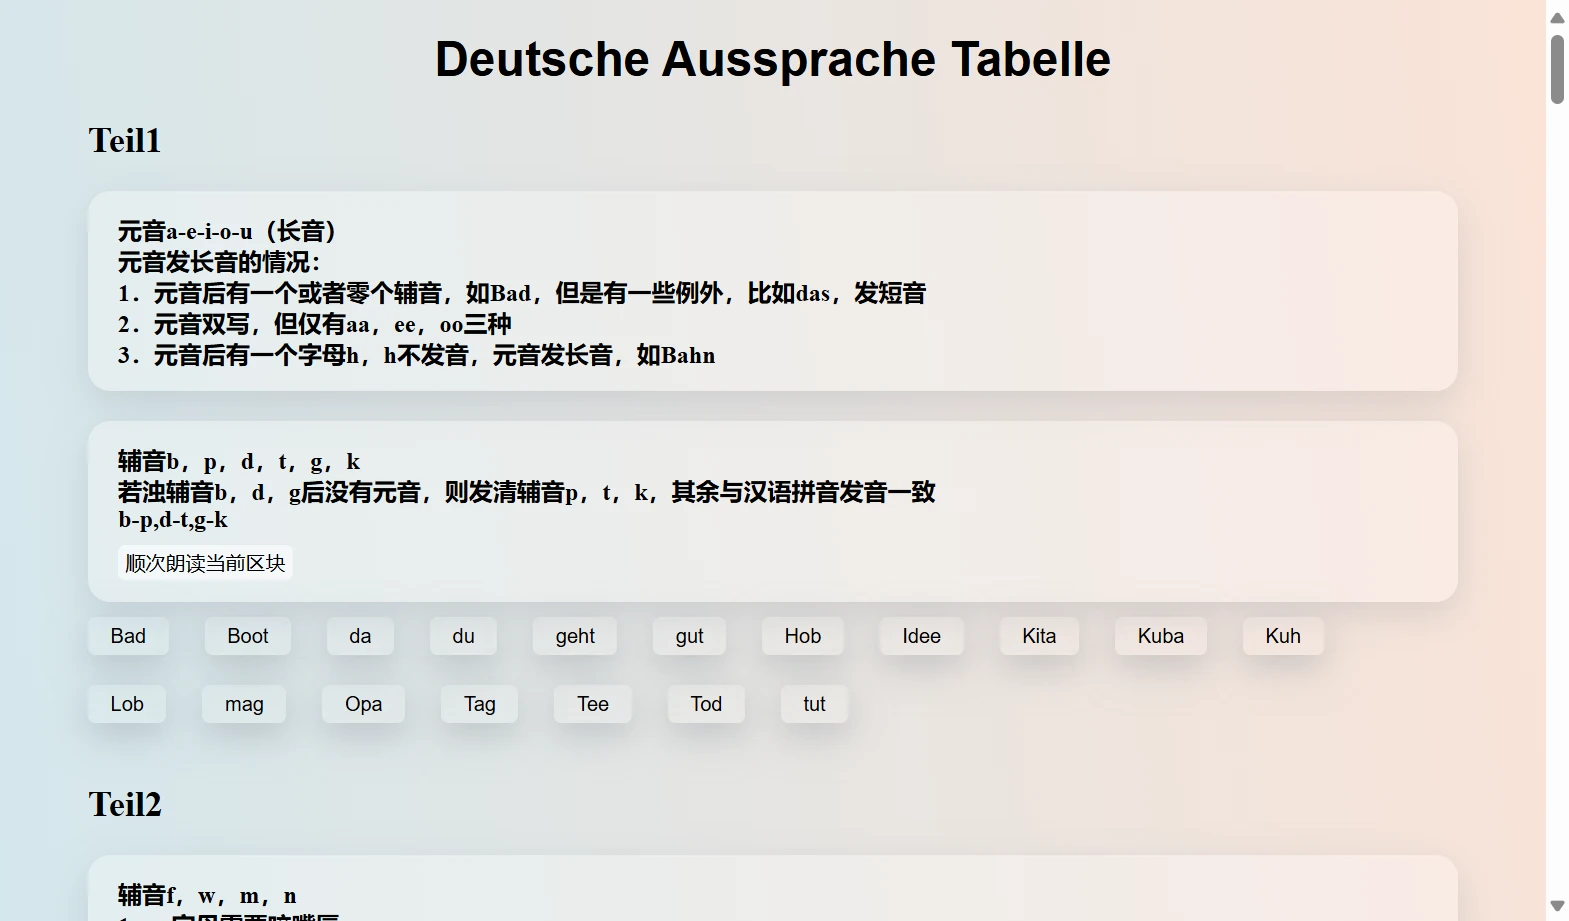 Deutsche Aussprache Tabelle
Teil1
元音a-e-i-o-u（长音）
元音发长音的情况：
1．元音后有一个或者零个辅音，如Bad，但是有一些例外，比如das，发短音
2．元音双写，但仅有aa，ee，oo三种
3．元音后有一个字母h，h不发音，元音发长音，如Bahn
辅音b，p，d，t，g，k
若浊辅音b，d，g后没有元音，则发清辅音p，t，k，其余与汉语拼音发音一致
b-p,d-t,g-k
顺次朗读当前区块
Bad Boot da du geht gut Hob Idee Kita Kuba Kuh
Lob mag Opa Tag Tee Tod tut
Teil2
辅音f，w，m，n